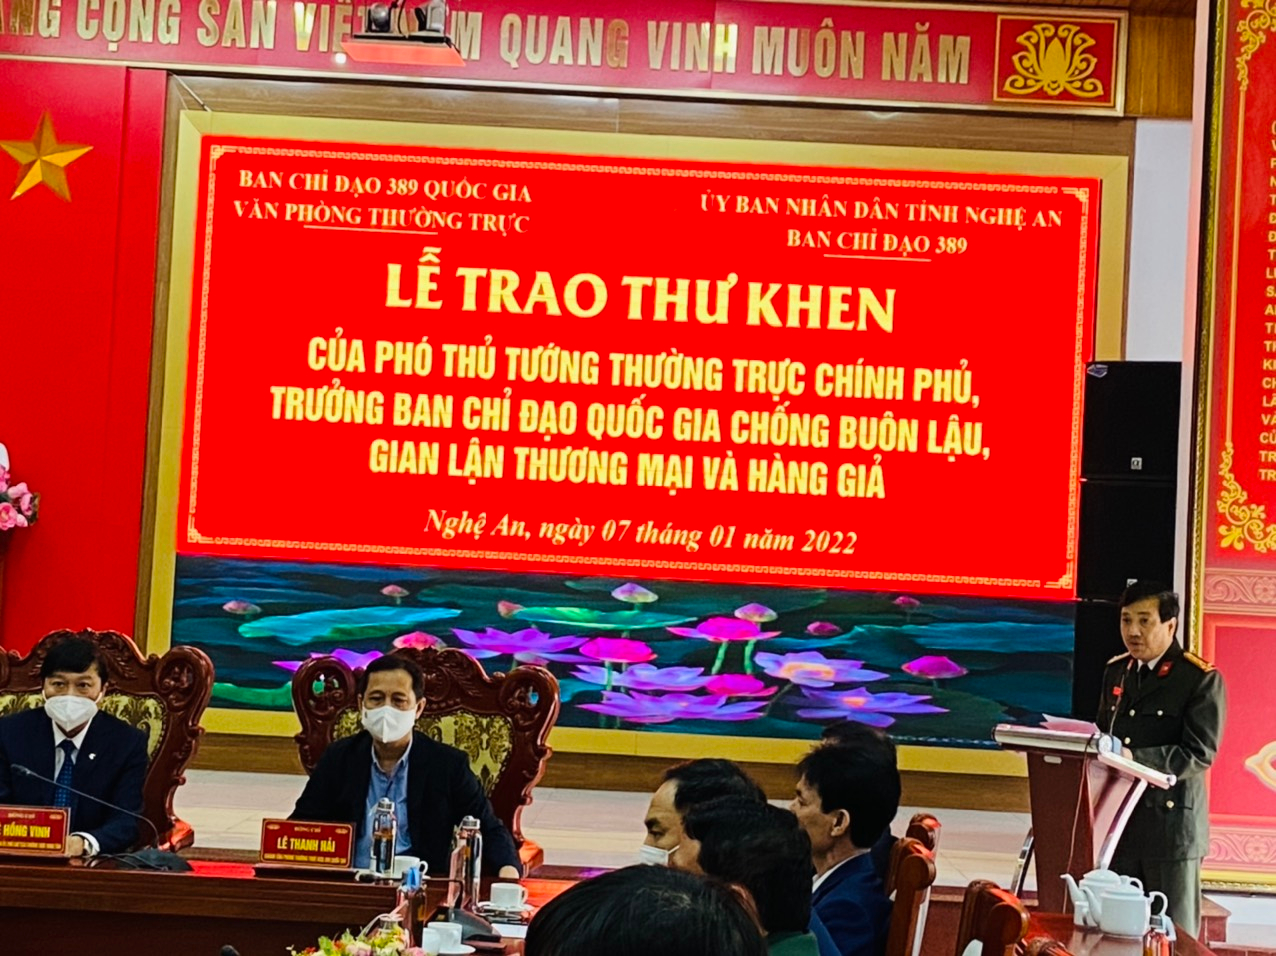 ẢNG CỘNG SẢN VIỆT NAM QUANG VINH MUÔN NĂM
BAN CHỈ ĐẠO 389 QUỐC GIA
VĂN PHÒNG THƯỜNG TRỰC
ỦY BAN NHÂN DÂN TỈNH NGHỆ AN
BAN CHỈ ĐẠO 389
LỄ TRAO THƯ KHEN
CỦA PHÓ THỦ TƯỚNG THƯỜNG TRỰC CHÍNH PHỦ,
TRƯỞNG BAN CHỈ ĐẠO QUỐC GIA CHỐNG BUÔN LẬU,
GIAN LẬN THƯƠNG MẠI VÀ HÀNG GIẢ
Nghệ An, ngày 07 tháng 01 năm 2022
HỒNG VINH
LÊ THANH HẢI